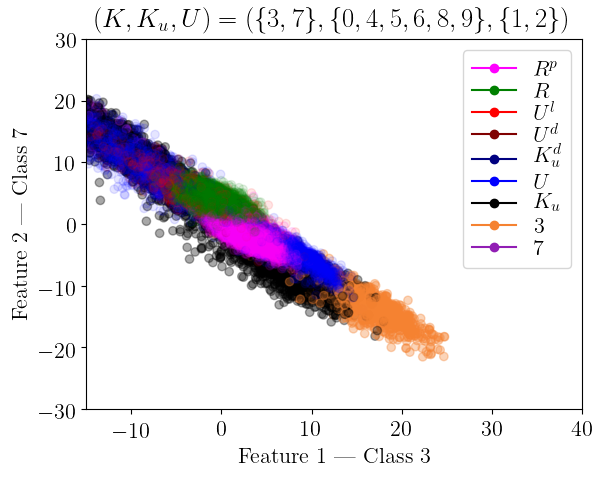 (K, K_u, U) = ({3, 7}, {0, 4, 5, 6, 8, 9}, {1, 2})
30
20
10
0
−10
−20
−30
Feature 2 — Class 7
R^p
R
U^l
U^d
K_u^d
U
K_u
3
7
−10
0
10
20
30
40
Feature 1 — Class 3